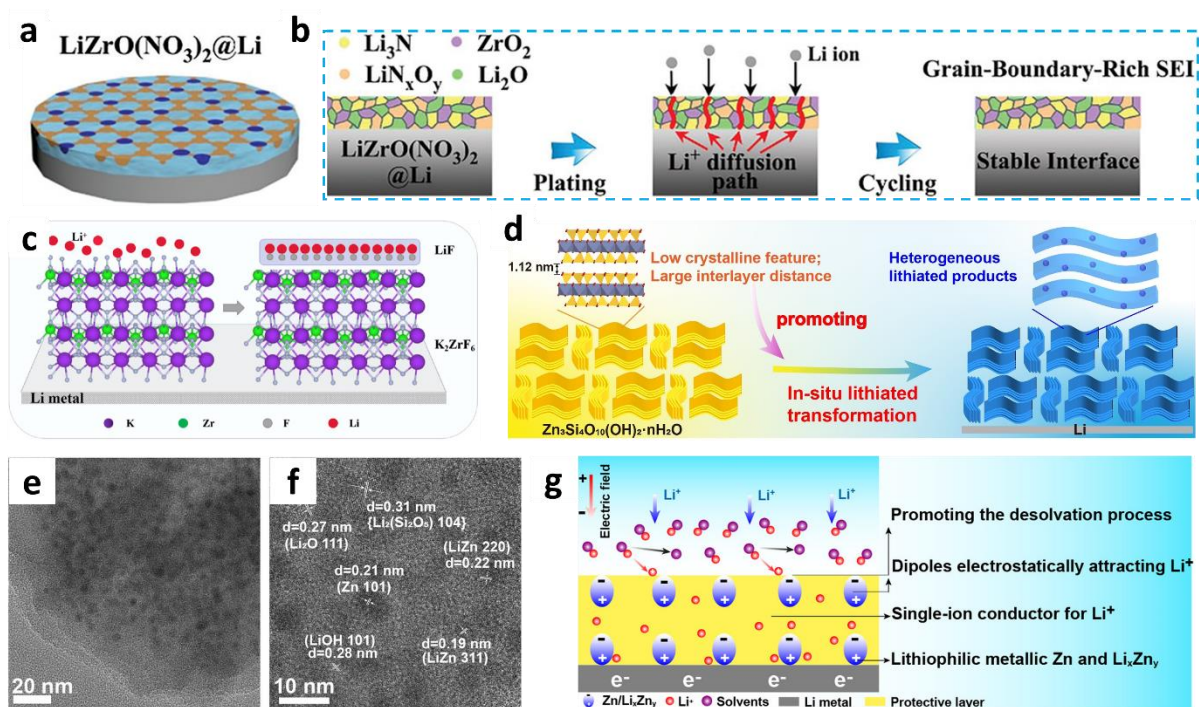 a
LiZrO(NO₃)₂@Li
b
Li₃N
ZrO₂
LiNₓOᵧ
Li₂O
LiZrO(NO₃)₂
@Li
Plating
Li ion
Li⁺ diffusion
path
Cycling
Grain-Boundary-Rich SEI
Stable Interface
c
Li⁺
LiF
K₂ZrF₆
Li metal
K
Zr
F
Li
d
1.12 nm
Low crystalline feature;
Large interlayer distance
promoting
In-situ lithiated
transformation
Zn₃Si₄O₁₀(OH)₂·nH₂O
Heterogeneous
lithiated products
Li
e
20 nm
f
d=0.31 nm
{Li₂(Si₂O₅) 104}
d=0.27 nm
(Li₂O 111)
(LiZn 220)
d=0.22 nm
d=0.21 nm
(Zn 101)
(LiOH 101)
d=0.28 nm
d=0.19 nm
(LiZn 311)
10 nm
g
+
-
Electric field
Li⁺ Li⁺ Li⁺
- - - - -
+ + + + +
- - - - -
+ + + + +
e- e- e- e-
Promoting the desolvation process
Dipoles electrostatically attracting Li⁺
Single-ion conductor for Li⁺
Lithiophilic metallic Zn and LiₓZnᵧ
- + Zn/LiₓZnᵧ Li⁺ Solvents Li metal Protective layer